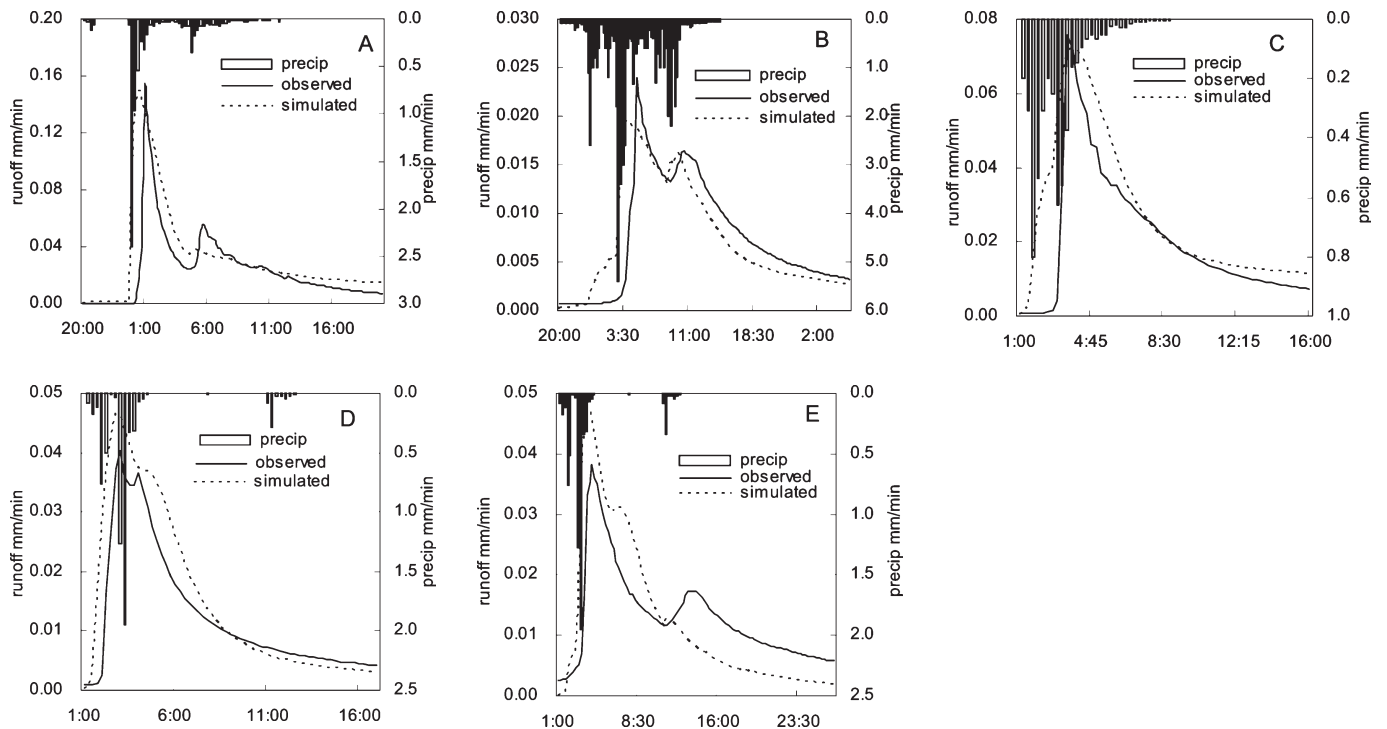 A
0.20
0.16
0.12
0.08
0.04
0.00
runoff mm/min
20:00 1:00 6:00 11:00 16:00
0.0
0.5
1.0
1.5
2.0
2.5
3.0
precip mm/min
precip
observed
simulated
B
0.030
0.025
0.020
0.015
0.010
0.005
0.000
runoff mm/min
20:00 3:30 11:00 18:30 2:00
0.0
1.0
2.0
3.0
4.0
5.0
6.0
precip mm/min
precip
observed
simulated
C
0.08
0.06
0.04
0.02
0.00
runoff mm/min
1:00 4:45 8:30 12:15 16:00
0.0
0.2
0.4
0.6
0.8
1.0
precip mm/min
precip
observed
simulated
D
0.05
0.04
0.03
0.02
0.01
0.00
runoff mm/min
1:00 6:00 11:00 16:00
0.0
0.5
1.0
1.5
2.0
2.5
precip mm/min
precip
observed
simulated
E
0.05
0.04
0.03
0.02
0.01
0.00
runoff mm/min
1:00 8:30 16:00 23:30
0.0
0.5
1.0
1.5
2.0
2.5
precip mm/min
precip
observed
simulated